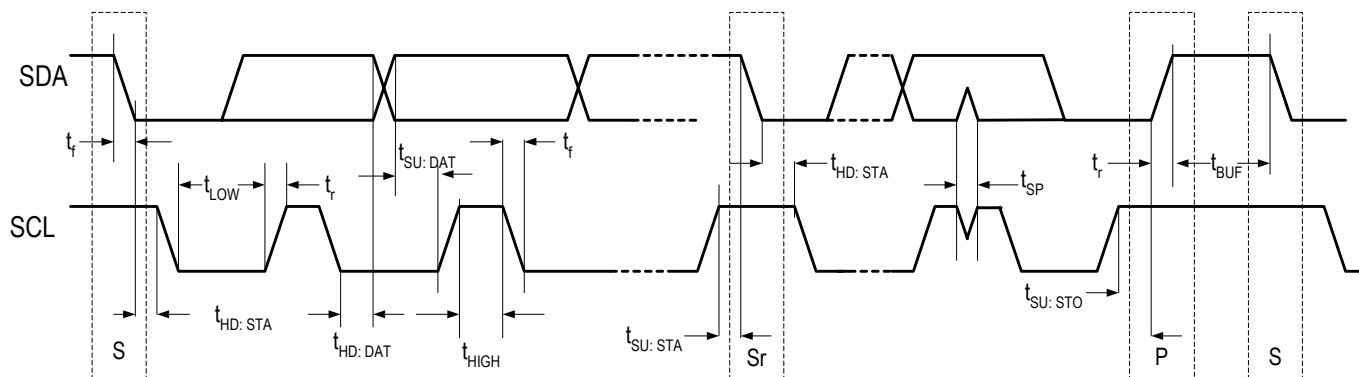 SDA
t_f
t_SU: DAT
t_f
t_HD: STA
t_SP
t_r
t_BUF
t_LOW
t_r
SCL
t_HD: STA
t_HD: DAT
t_HIGH
t_SU: STA
t_SU: STO
S
Sr
P
S